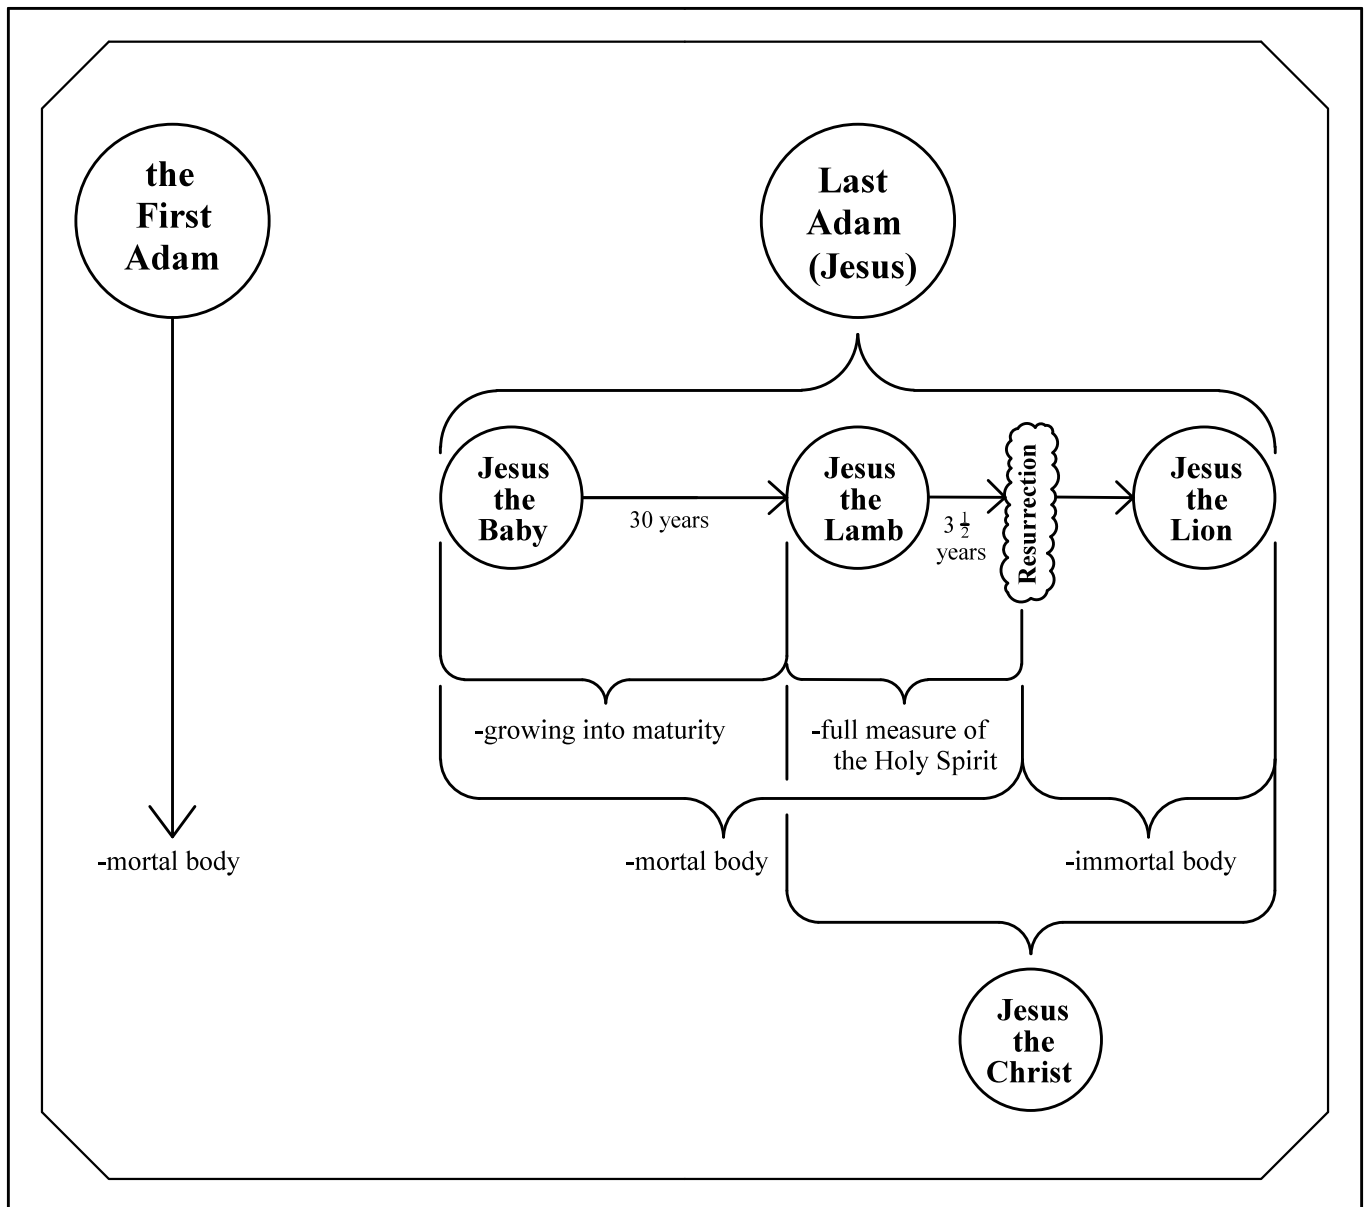 the
First
Adam
Last
Adam
(Jesus)
Jesus
the
Baby
30 years
Jesus
the
Lamb
3 ½
years
Resurrection
Jesus
the
Lion
-growing into maturity
-full measure of
the Holy Spirit
-mortal body
-mortal body
-immortal body
Jesus
the
Christ